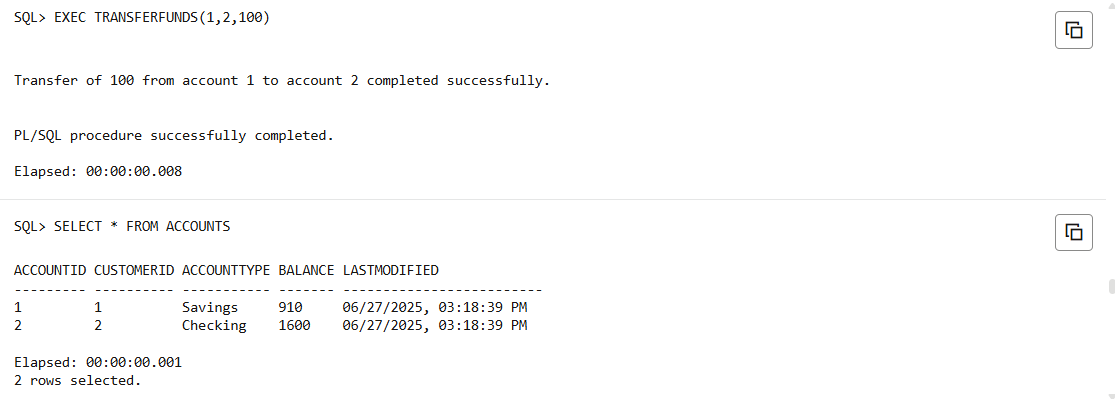 SQL> EXEC TRANSFERFUNDS(1,2,100)
Transfer of 100 from account 1 to account 2 completed successfully.
PL/SQL procedure successfully completed.
Elapsed: 00:00:00.008
SQL> SELECT * FROM ACCOUNTS
ACCOUNTID CUSTOMERID ACCOUNTTYPE BALANCE LASTMODIFIED
--------- ---------- ----------- ------- -------------------------
1         1          Savings     910     06/27/2025, 03:18:39 PM
2         2          Checking    1600    06/27/2025, 03:18:39 PM
Elapsed: 00:00:00.001
2 rows selected.